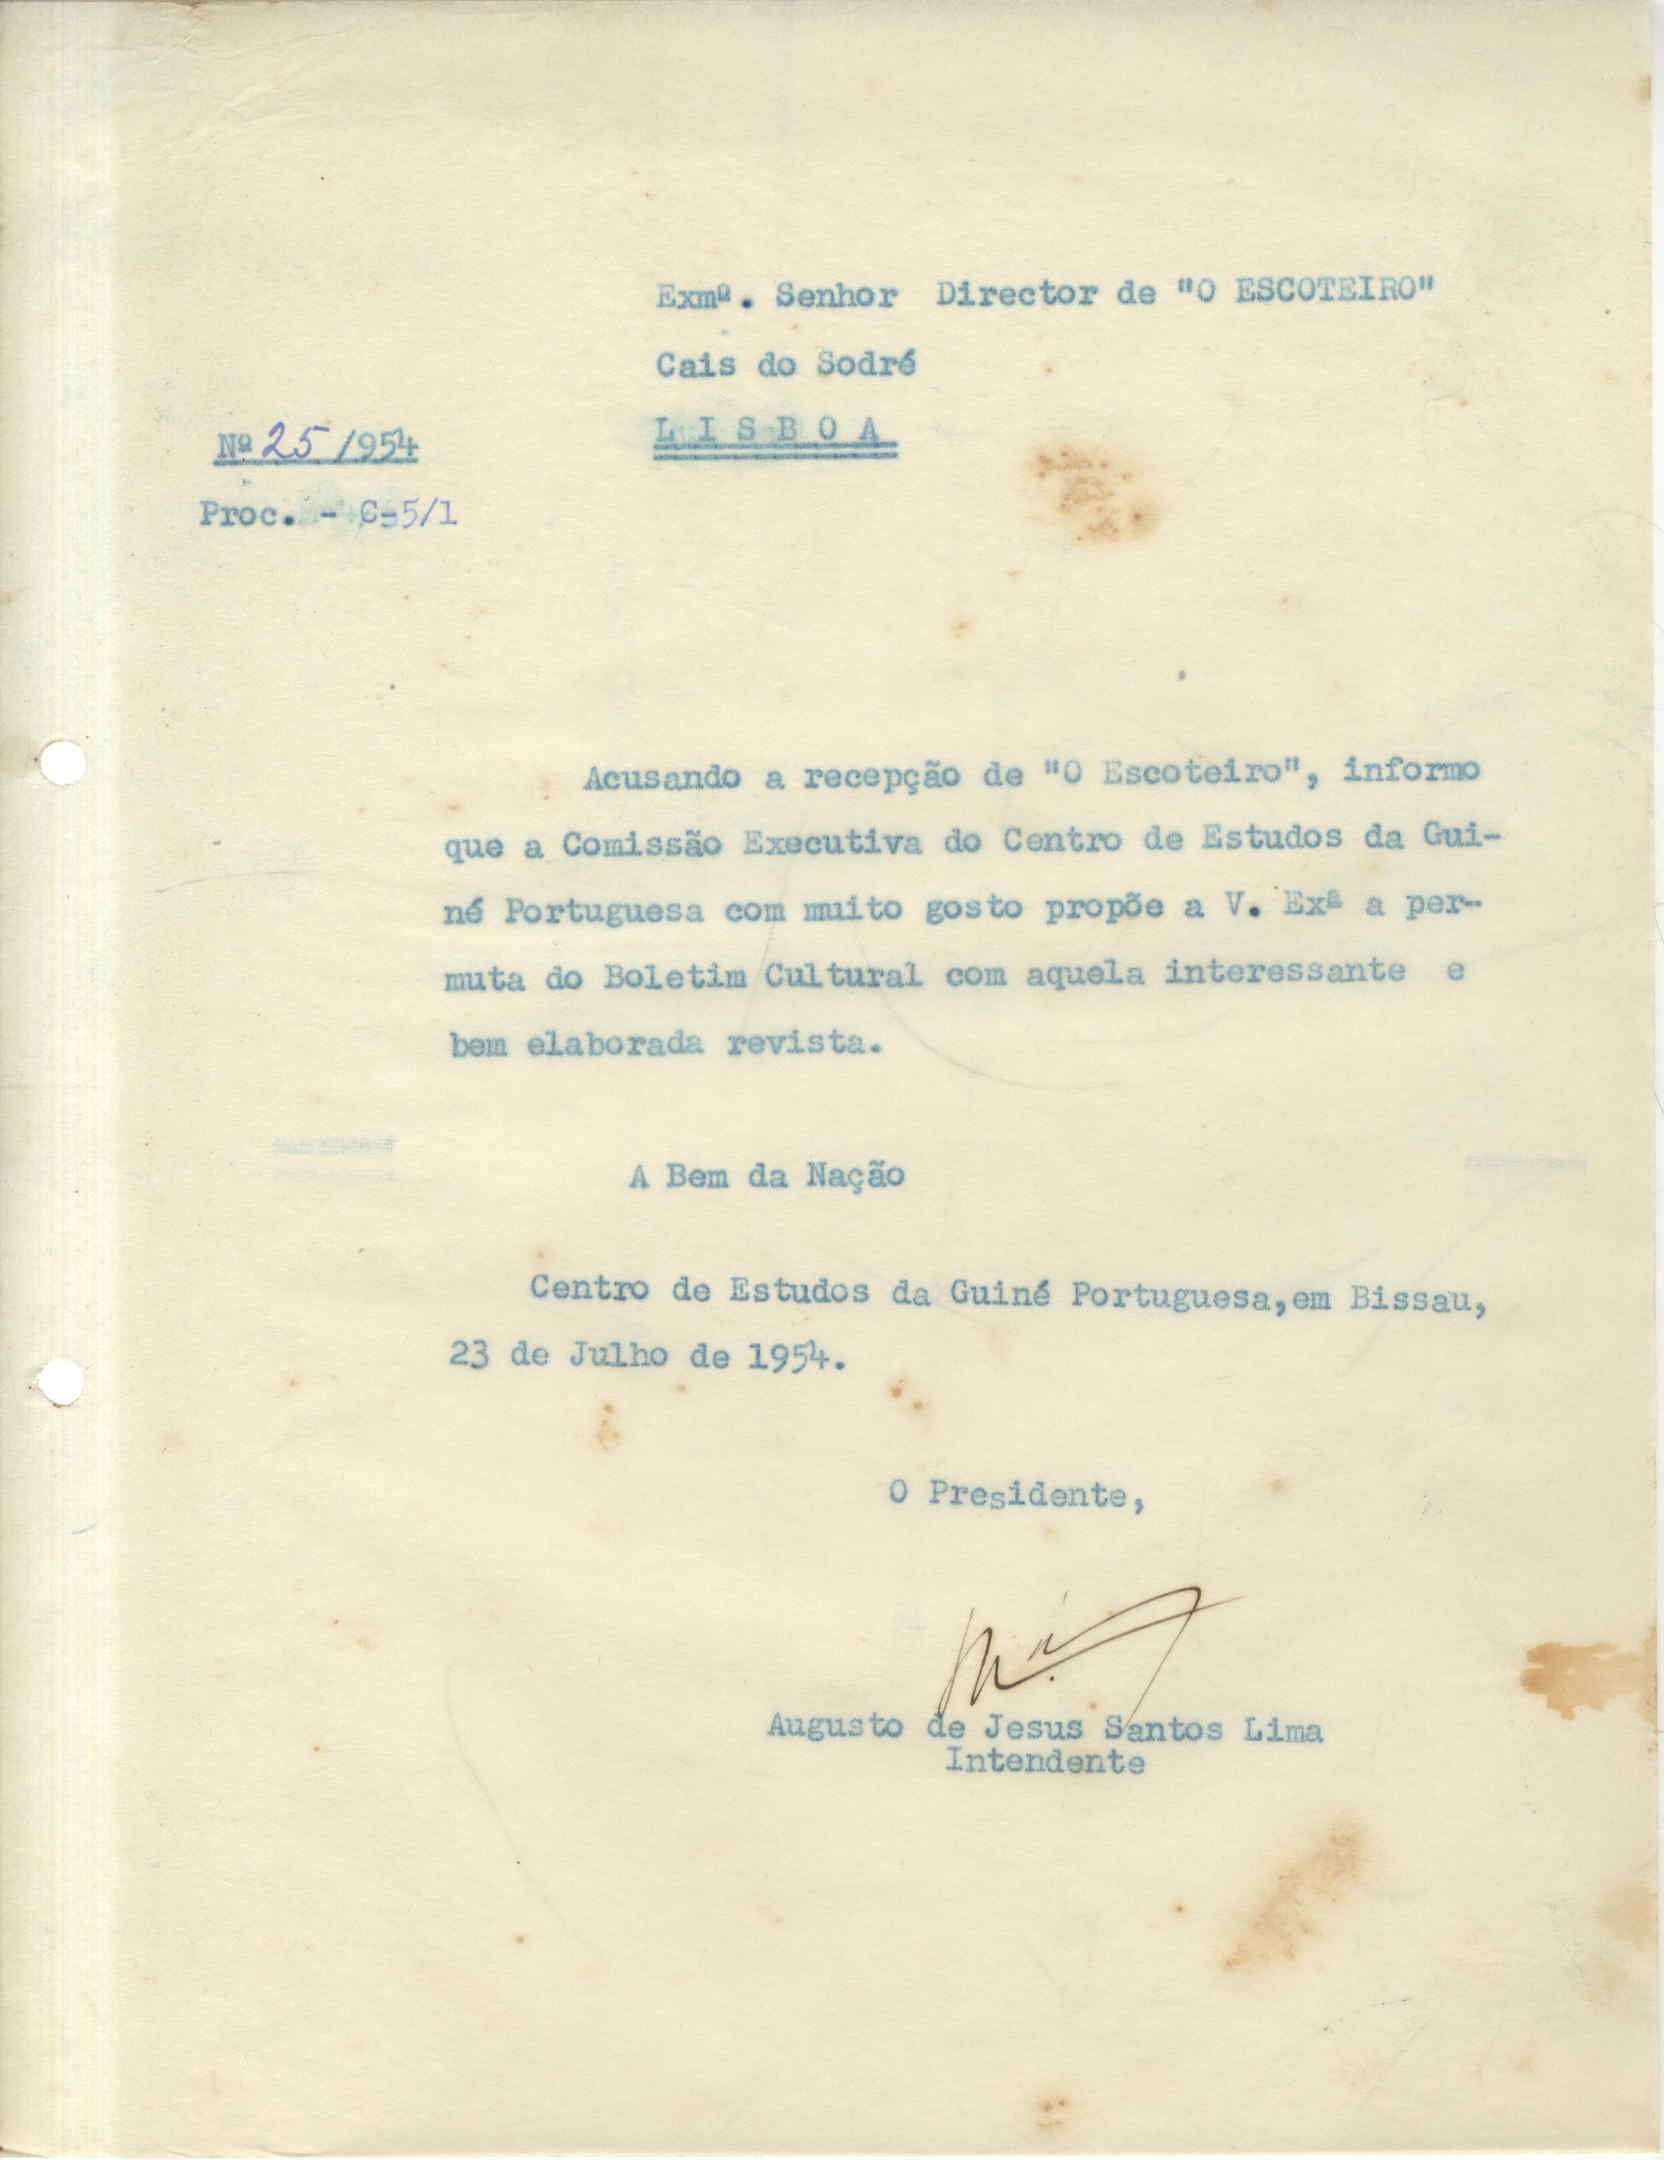 Exmº. Senhor Director de "O ESCOTEIRO"
Cais do Sodré
L I S B O A
Nº 25 /954
Proc. - C-5/1
Acusando a recepção de "O Escoteiro", informo
que a Comissão Executiva do Centro de Estudos da Gui-
né Portuguesa com muito gosto propõe a V. Exª a per-
muta do Boletim Cultural com aquela interessante e
bem elaborada revista.
A Bem da Nação
Centro de Estudos da Guiné Portuguesa,em Bissau,
23 de Julho de 1954.
O Presidente,
Augusto de Jesus Santos Lima
Intendente